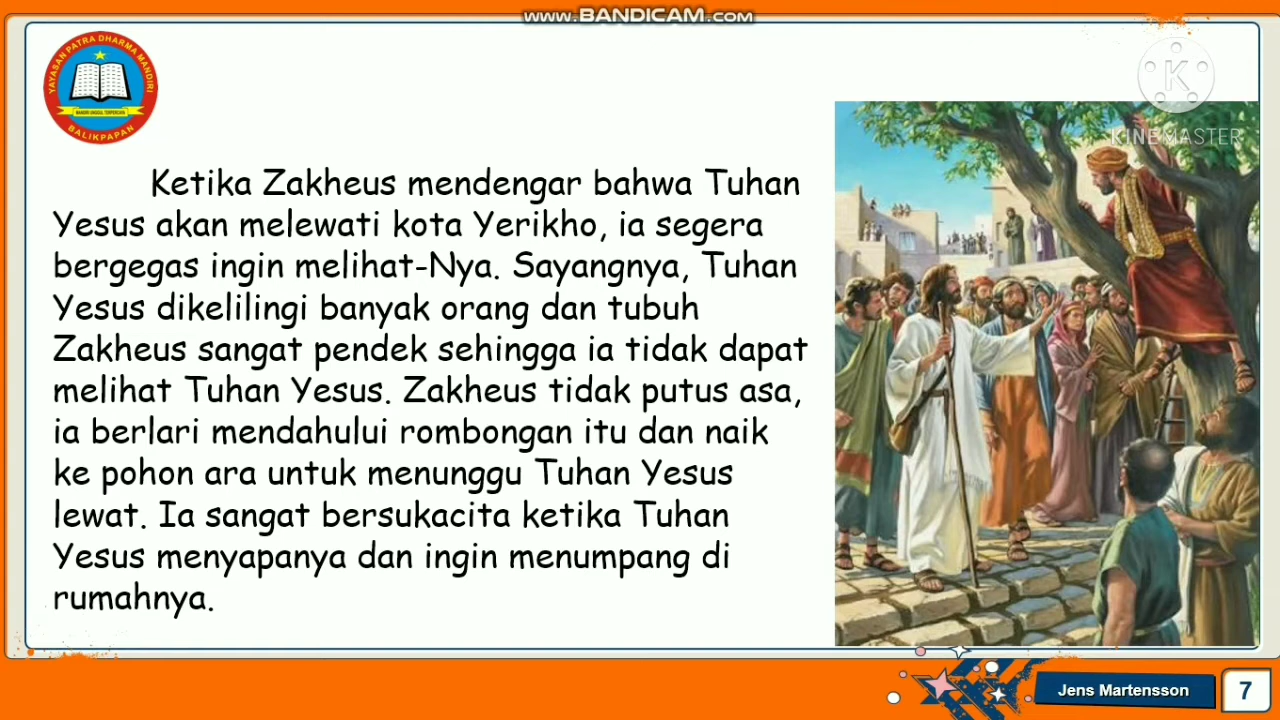 www.BANDICAM.com
YAYASAN PATRA DHARMA MANDIRI
BALIKPAPAN
K
KINEMASTER
Ketika Zakheus mendengar bahwa Tuhan
Yesus akan melewati kota Yerikho, ia segera
bergegas ingin melihat-Nya. Sayangnya, Tuhan
Yesus dikelilingi banyak orang dan tubuh
Zakheus sangat pendek sehingga ia tidak dapat
melihat Tuhan Yesus. Zakheus tidak putus asa,
ia berlari mendahului rombongan itu dan naik
ke pohon ara untuk menunggu Tuhan Yesus
lewat. Ia sangat bersukacita ketika Tuhan
Yesus menyapanya dan ingin menumpang di
rumahnya.
Jens Martensson
7